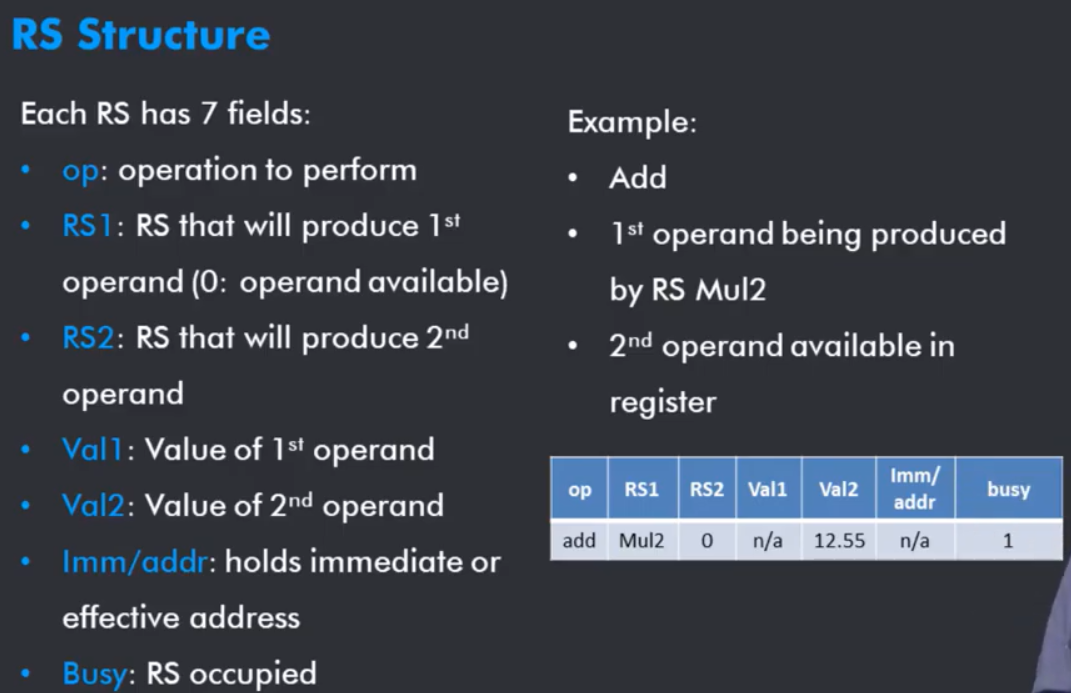 RS Structure
Each RS has 7 fields:
• op: operation to perform
• RS1: RS that will produce 1st
operand (0: operand available)
• RS2: RS that will produce 2nd
operand
• Val1: Value of 1st operand
• Val2: Value of 2nd operand
• Imm/addr: holds immediate or
effective address
• Busy: RS occupied
Example:
• Add
• 1st operand being produced
by RS Mul2
• 2nd operand available in
register
op RS1 RS2 Val1 Val2 Imm/ addr busy
add Mul2 0 n/a 12.55 n/a 1